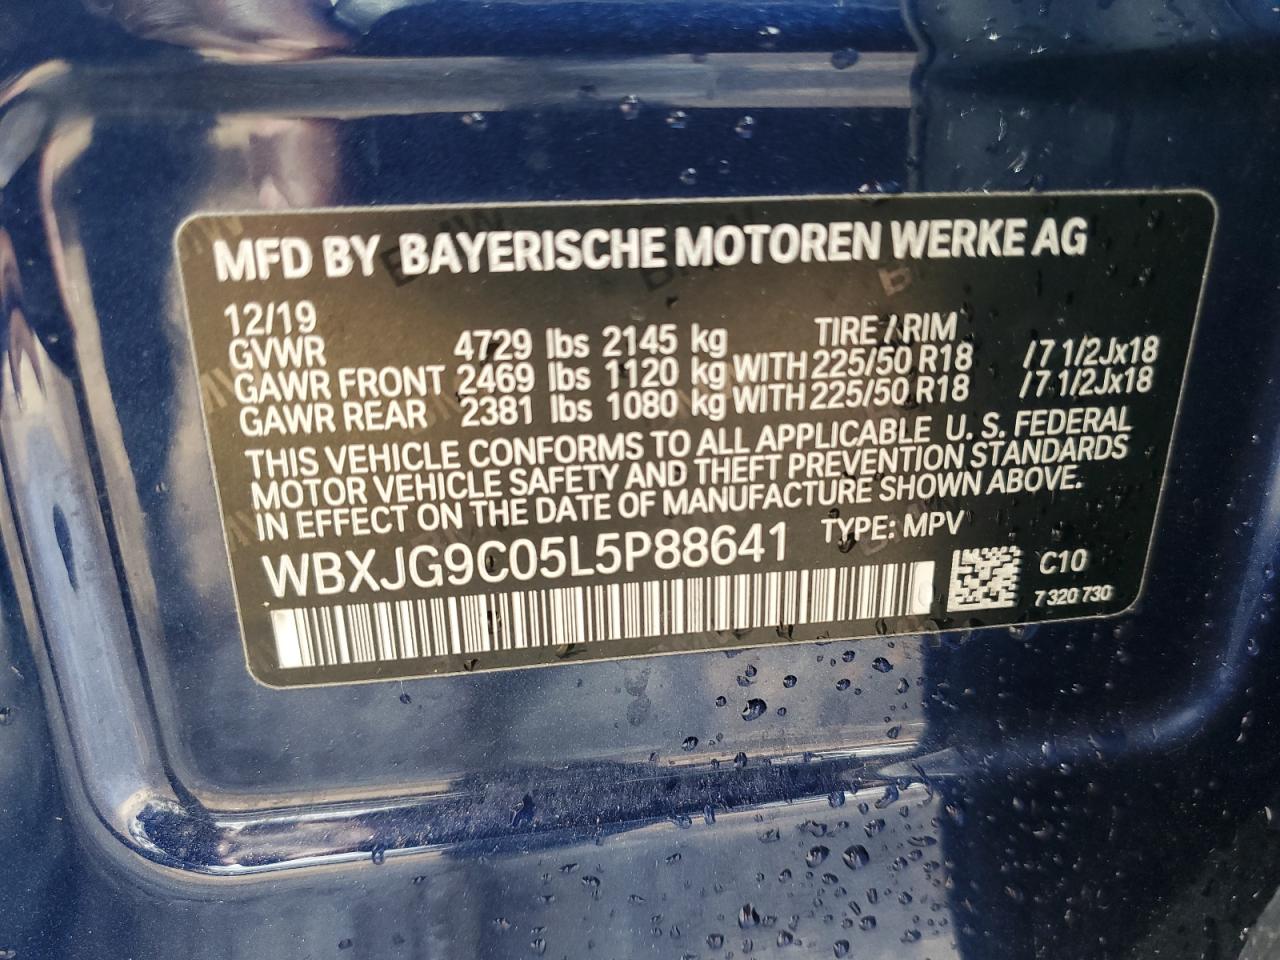 MFD BY BAYERISCHE MOTOREN WERKE AG
12/19 TIRE / RIM
GVWR 4729 lbs 2145 kg
GAWR FRONT 2469 lbs 1120 kg WITH 225/50 R18 /7 1/2Jx18
GAWR REAR 2381 lbs 1080 kg WITH 225/50 R18 /7 1/2Jx18
THIS VEHICLE CONFORMS TO ALL APPLICABLE U. S. FEDERAL
MOTOR VEHICLE SAFETY AND THEFT PREVENTION STANDARDS
IN EFFECT ON THE DATE OF MANUFACTURE SHOWN ABOVE.
WBXJG9C05L5P88641 TYPE: MPV
C10
7 320 730